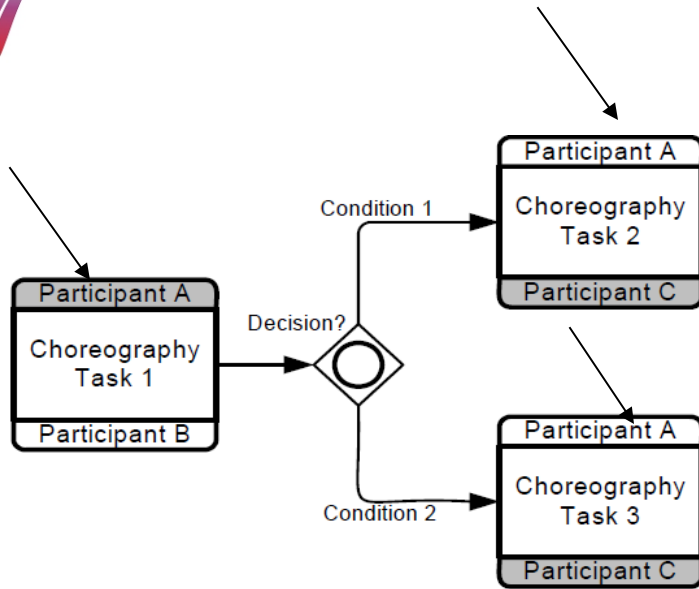 Participant A
Choreography
Task 1
Participant B
Decision?
Condition 1
Participant A
Choreography
Task 2
Participant C
Condition 2
Participant A
Choreography
Task 3
Participant C